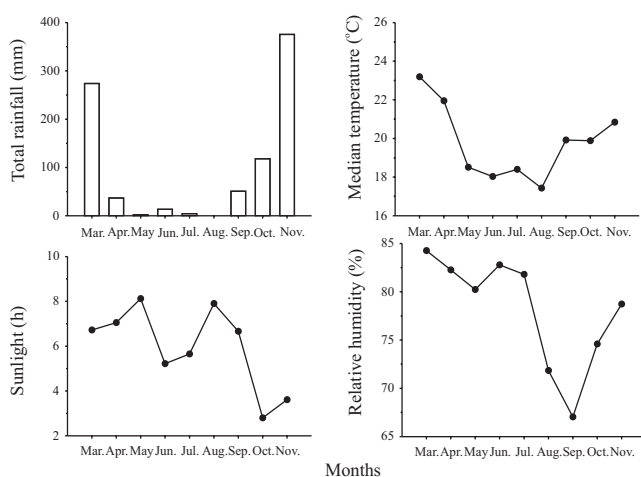 Total rainfall (mm)
400
300
200
100
0
Mar. Apr. May Jun. Jul. Aug. Sep. Oct. Nov.
Median temperature (°C)
24
22
20
18
16
Mar. Apr. May Jun. Jul. Aug. Sep. Oct. Nov.
Sunlight (h)
10
8
6
4
2
Mar. Apr. May Jun. Jul. Aug. Sep. Oct. Nov.
Relative humidity (%)
85
80
75
70
65
Mar. Apr. May Jun. Jul. Aug. Sep. Oct. Nov.
Months